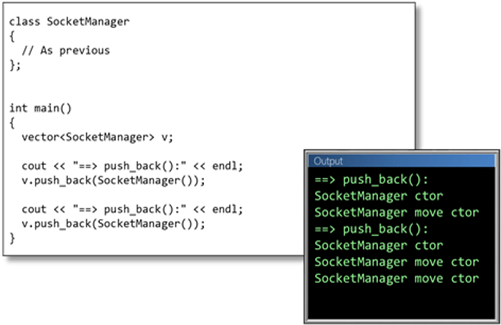 class SocketManager
{
  // As previous
};
int main()
{
  vector<SocketManager> v;
  cout << "==> push_back():" << endl;
  v.push_back(SocketManager());
  cout << "==> push_back():" << endl;
  v.push_back(SocketManager());
}
Output
==> push_back():
SocketManager ctor
SocketManager move ctor
==> push_back():
SocketManager ctor
SocketManager move ctor
SocketManager move ctor